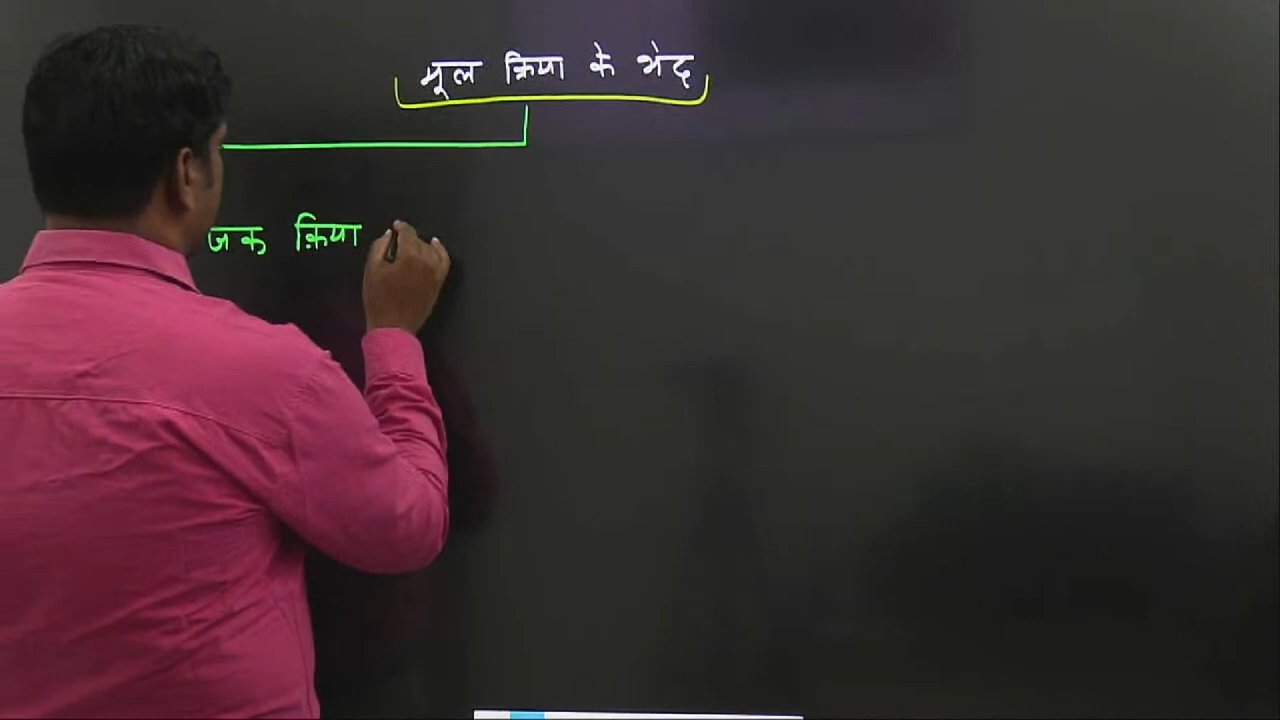 मूल क्रिया के भेद
जक क्रिया